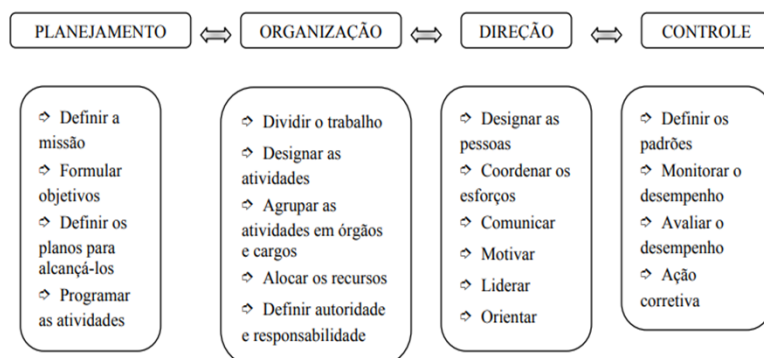 PLANEJAMENTO
ORGANIZAÇÃO
DIREÇÃO
CONTROLE
Definir a
missão
Formular
objetivos
Definir os
planos para
alcançá-los
Programar
as atividades
Dividir o trabalho
Designar as
atividades
Agrupar as
atividades em órgãos
e cargos
Alocar os recursos
Definir autoridade
e responsabilidade
Designar as
pessoas
Coordenar os
esforços
Comunicar
Motivar
Liderar
Orientar
Definir os
padrões
Monitorar o
desempenho
Avaliar o
desempenho
Ação
corretiva